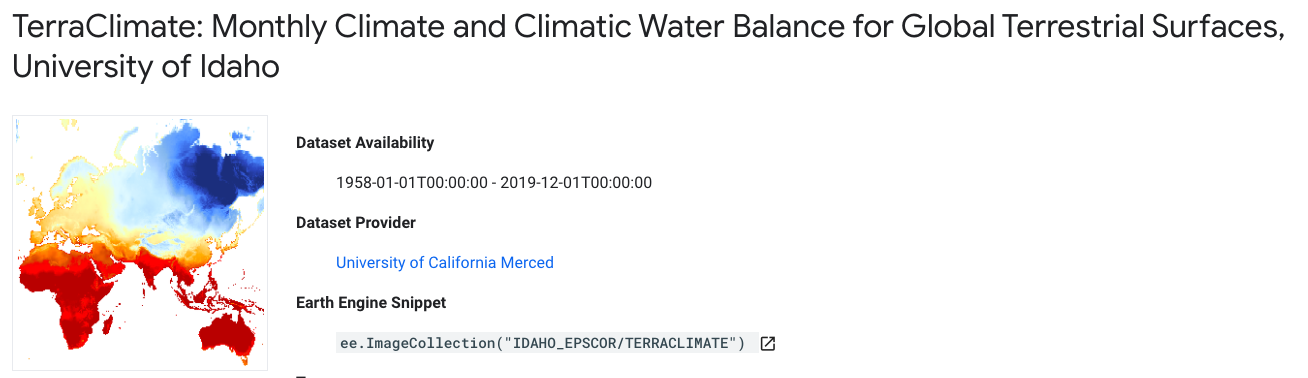 TerraClimate: Monthly Climate and Climatic Water Balance for Global Terrestrial Surfaces,
University of Idaho
Dataset Availability
1958-01-01T00:00:00 - 2019-12-01T00:00:00
Dataset Provider
University of California Merced
Earth Engine Snippet
ee.ImageCollection("IDAHO_EPSCOR/TERRACLIMATE")